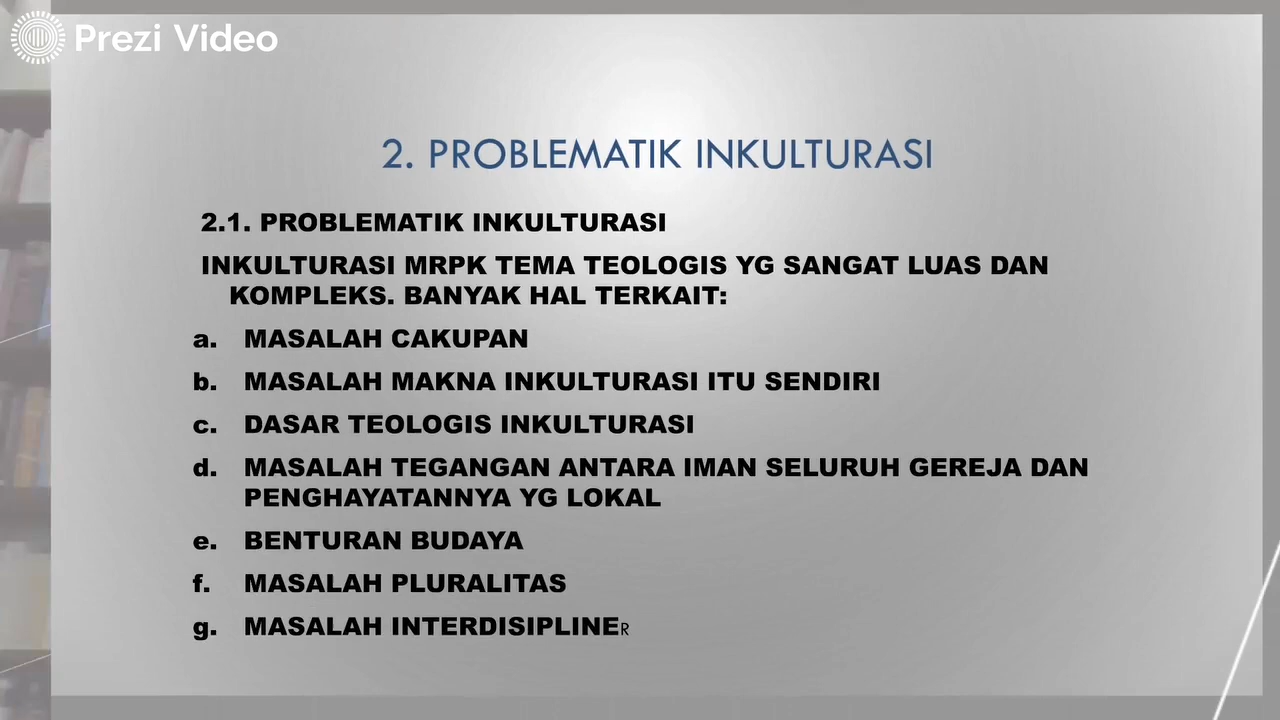 Prezi Video
2. PROBLEMATIK INKULTURASI
2.1. PROBLEMATIK INKULTURASI
INKULTURASI MRPK TEMA TEOLOGIS YG SANGAT LUAS DAN
KOMPLEKS. BANYAK HAL TERKAIT:
a. MASALAH CAKUPAN
b. MASALAH MAKNA INKULTURASI ITU SENDIRI
c. DASAR TEOLOGIS INKULTURASI
d. MASALAH TEGANGAN ANTARA IMAN SELURUH GEREJA DAN
PENGHAYATANNYA YG LOKAL
e. BENTURAN BUDAYA
f. MASALAH PLURALITAS
g. MASALAH INTERDISIPLINER